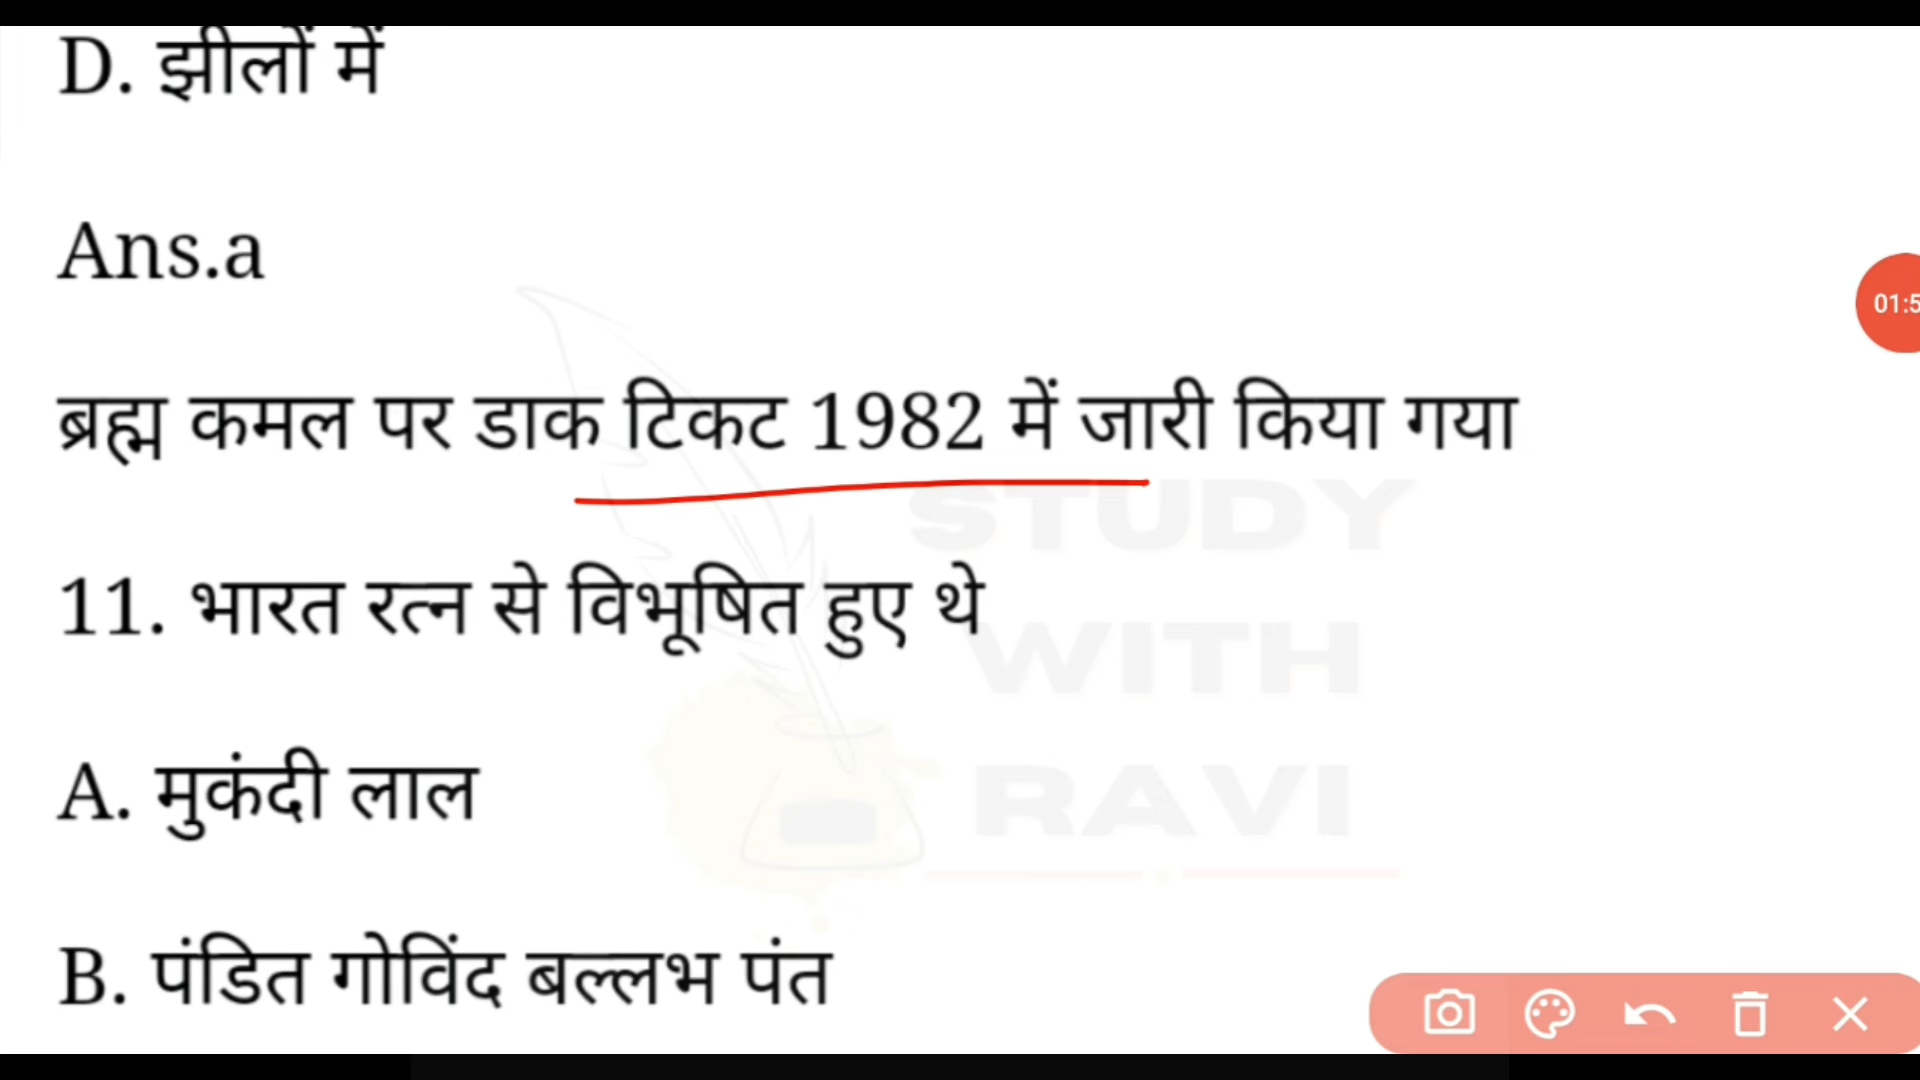 D. झीलों में
Ans.a
01:5
ब्रह्म कमल पर डाक टिकट 1982 में जारी किया गया
STUDY
11. भारत रत्न से विभूषित हुए थे
WITH
A. मुकंदी लाल
RAVI
B. पंडित गोविंद बल्लभ पंत